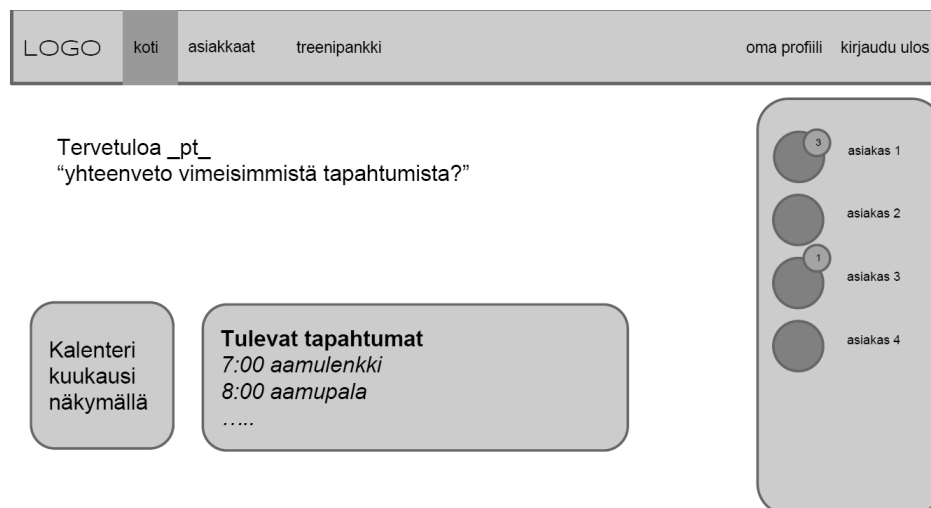 LOGO koti asiakkaat treenipankki oma profiili kirjaudu ulos
Tervetuloa _pt_
“yhteenveto vimeisimmistä tapahtumista?”
3
asiakas 1
asiakas 2
1
asiakas 3
asiakas 4
Kalenteri
kuukausi
näkymällä
Tulevat tapahtumat
7:00 aamulenkki
8:00 aamupala
…..